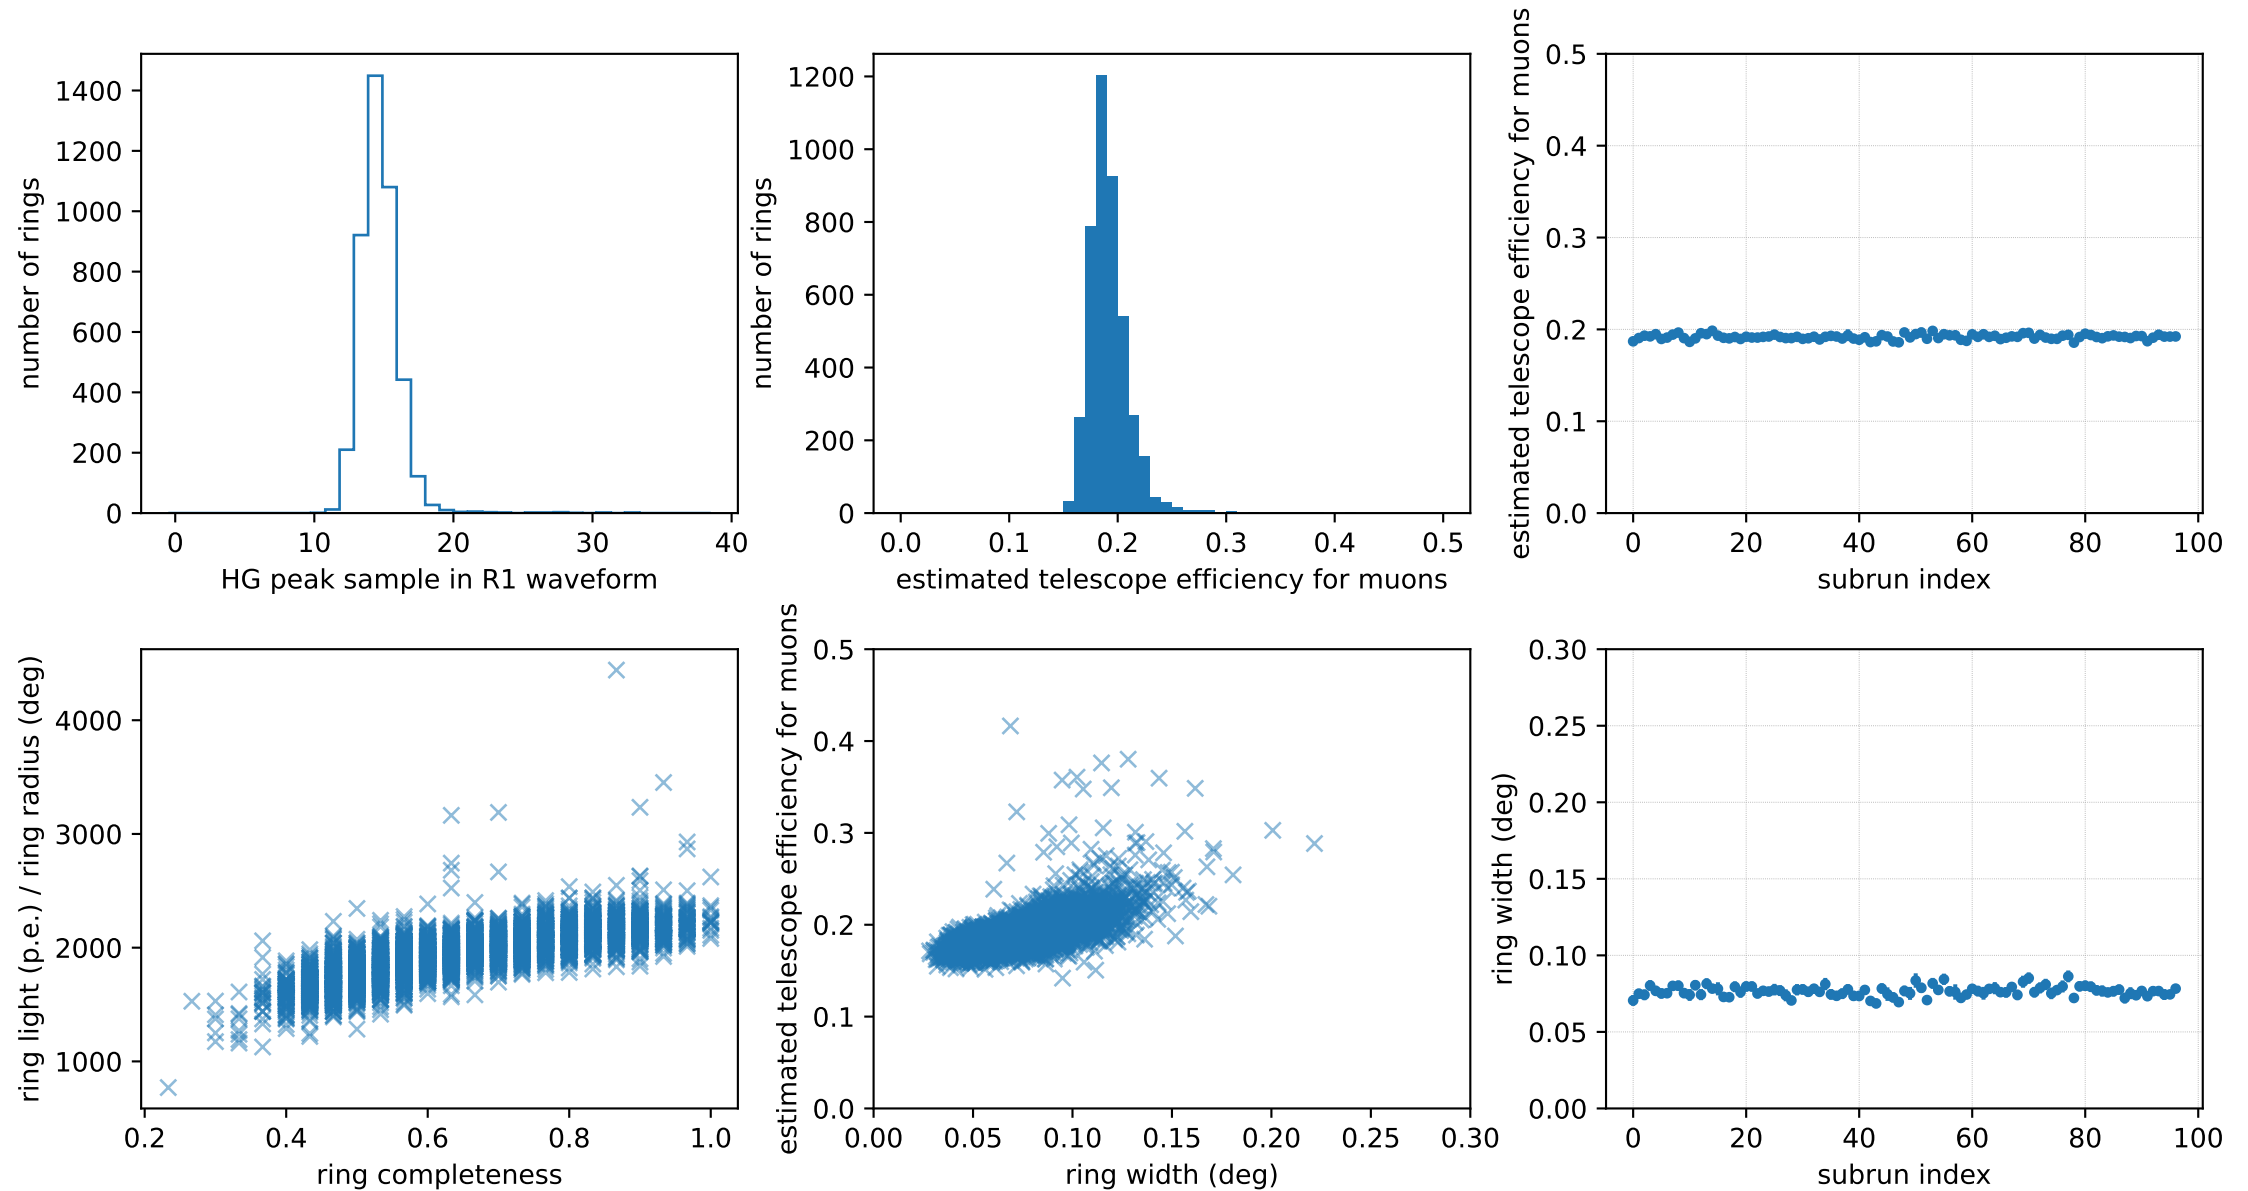 number of rings
1400
1200
1000
800
600
400
200
0
0 10 20 30 40
HG peak sample in R1 waveform
number of rings
1200
1000
800
600
400
200
0
0.0 0.1 0.2 0.3 0.4 0.5
estimated telescope efficiency for muons
estimated telescope efficiency for muons
0.5
0.4
0.3
0.2
0.1
0.0
0 20 40 60 80 100
subrun index
ring light (p.e.) / ring radius (deg)
4000
3000
2000
1000
0.2 0.4 0.6 0.8 1.0
ring completeness
estimated telescope efficiency for muons
0.5
0.4
0.3
0.2
0.1
0.0
0.00 0.05 0.10 0.15 0.20 0.25 0.30
ring width (deg)
ring width (deg)
0.30
0.25
0.20
0.15
0.10
0.05
0.00
0 20 40 60 80 100
subrun index